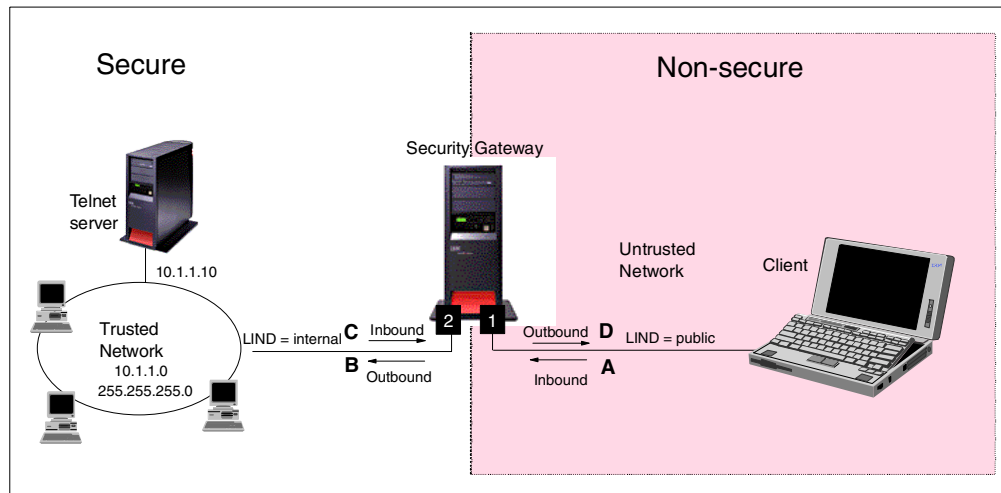 Secure
Non-secure
Security Gateway
Telnet
server
10.1.1.10
Untrusted
Network
Client
2
1
Trusted
Network
10.1.1.0
255.255.255.0
LIND = internal
C
Inbound
B
Outbound
Outbound
D
LIND = public
Inbound
A